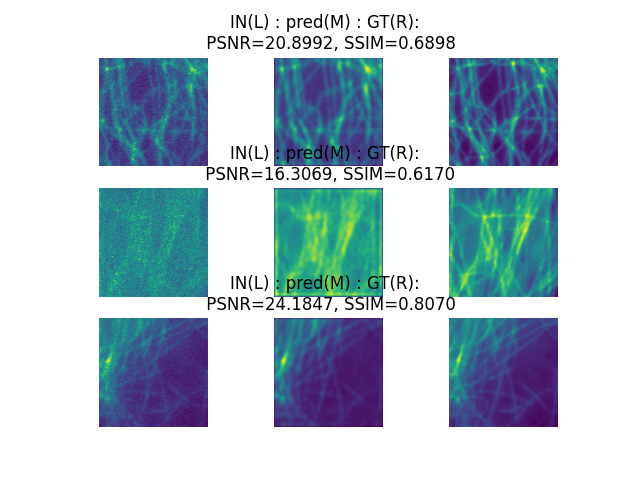 IN(L) : pred(M) : GT(R):
PSNR=20.8992, SSIM=0.6898
IN(L) : pred(M) : GT(R):
PSNR=16.3069, SSIM=0.6170
IN(L) : pred(M) : GT(R):
PSNR=24.1847, SSIM=0.8070